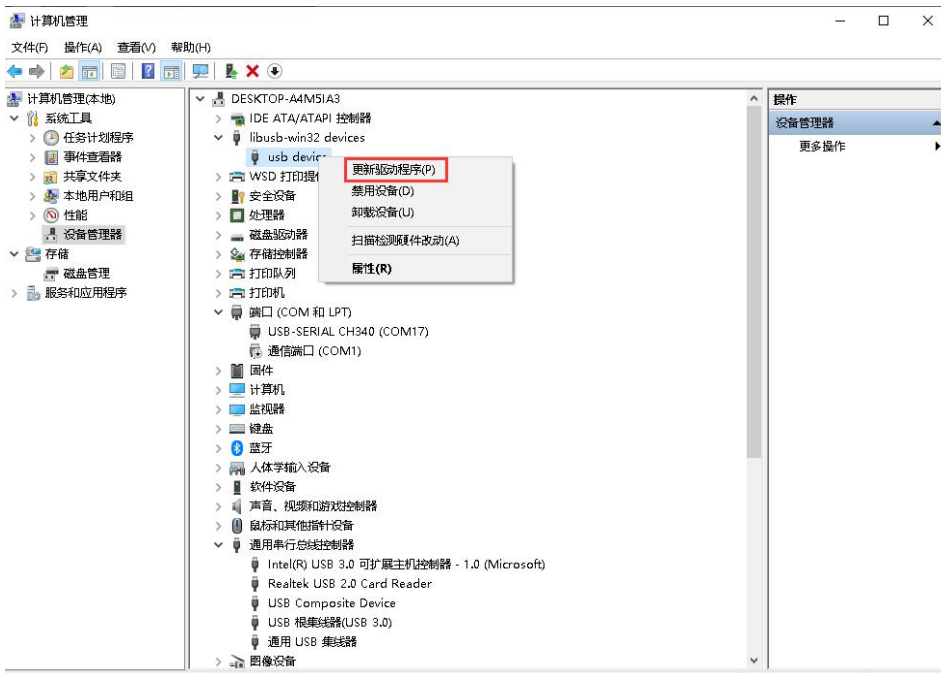 计算机管理
文件(F) 操作(A) 查看(V) 帮助(H)
计算机管理(本地)
系统工具
任务计划程序
事件查看器
共享文件夹
本地用户和组
性能
设备管理器
存储
磁盘管理
服务和应用程序
DESKTOP-A4M5IA3
IDE ATA/ATAPI 控制器
libusb-win32 devices
usb device
WSD 打印提供
安全设备
处理器
磁盘驱动器
存储控制器
打印队列
打印机
端口 (COM 和 LPT)
USB-SERIAL CH340 (COM17)
通信端口 (COM1)
固件
计算机
监视器
键盘
蓝牙
人体学输入设备
软件设备
声音、视频和游戏控制器
鼠标和其他指针设备
通用串行总线控制器
Intel(R) USB 3.0 可扩展主机控制器 - 1.0 (Microsoft)
Realtek USB 2.0 Card Reader
USB Composite Device
USB 根集线器(USB 3.0)
通用 USB 集线器
图像设备
更新驱动程序(P)
禁用设备(D)
卸载设备(U)
扫描检测硬件改动(A)
属性(R)
操作
设备管理器
更多操作